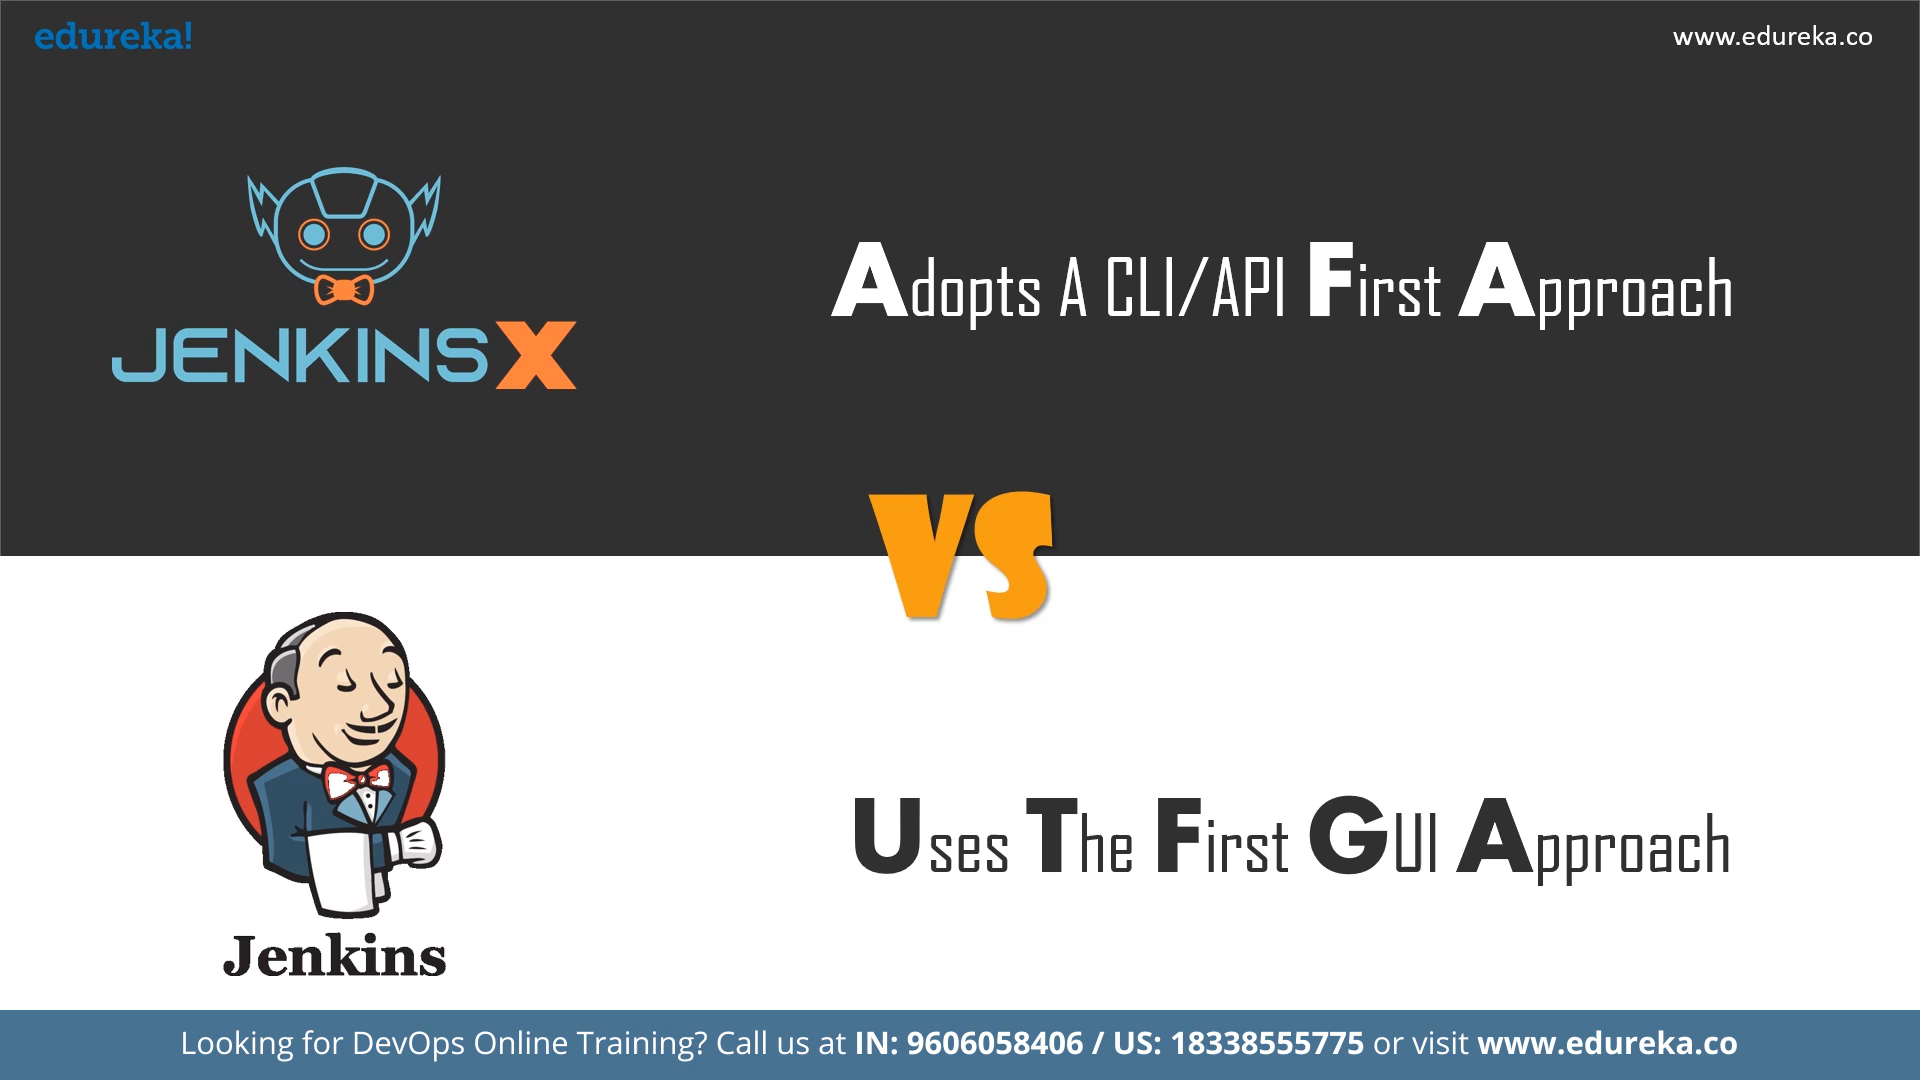 edureka!
www.edureka.co
JENKINS X
Adopts A CLI/API First Approach
VS
Jenkins
Uses The First GUI Approach
Looking for DevOps Online Training? Call us at IN: 9606058406 / US: 18338555775 or visit www.edureka.co